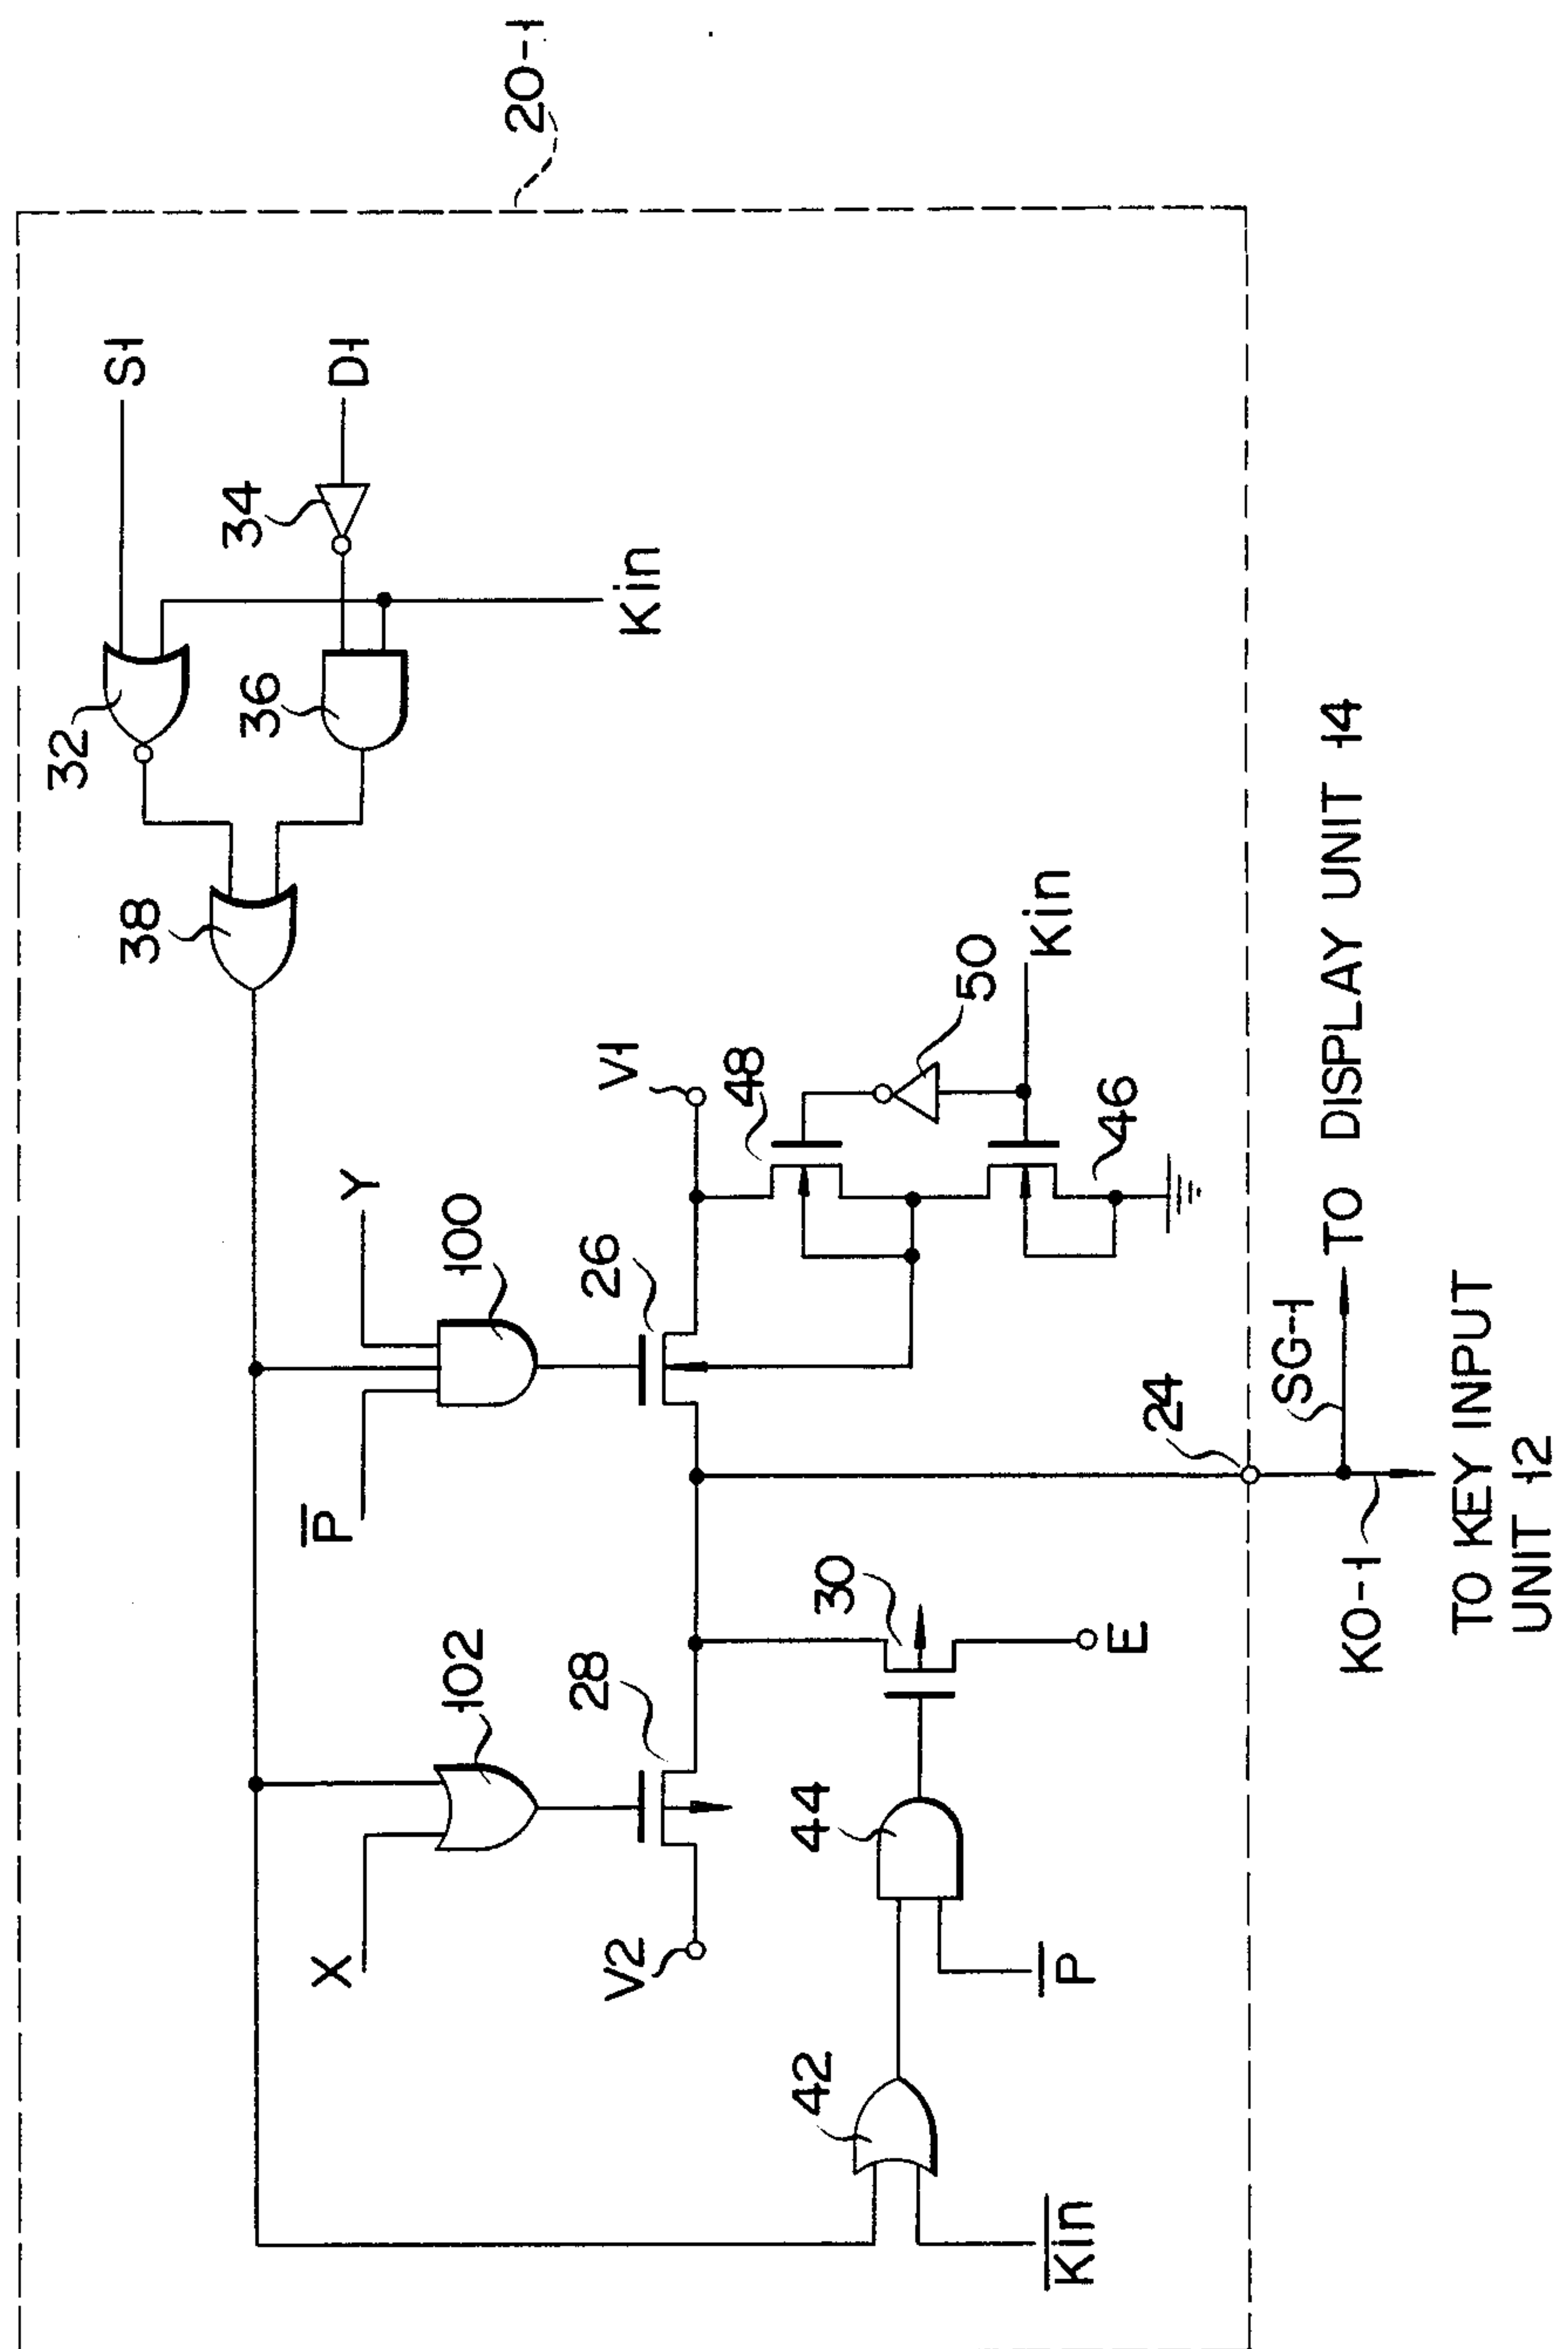 20-1
S1
D1
34
32
36
Kin
38
V1
48
50
Kin
46
Y
100
26
P
24
SG-1
TO DISPLAY UNIT 14
102
28
30
X
V2
44
E
P
KO-1
TO KEY INPUT
UNIT 12
42
Kin